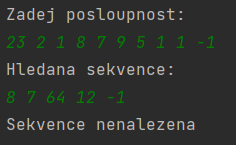 Zadej posloupnost:
23 2 1 8 7 9 5 1 1 -1
Hledana sekvence:
8 7 64 12 -1
Sekvence nenalezena